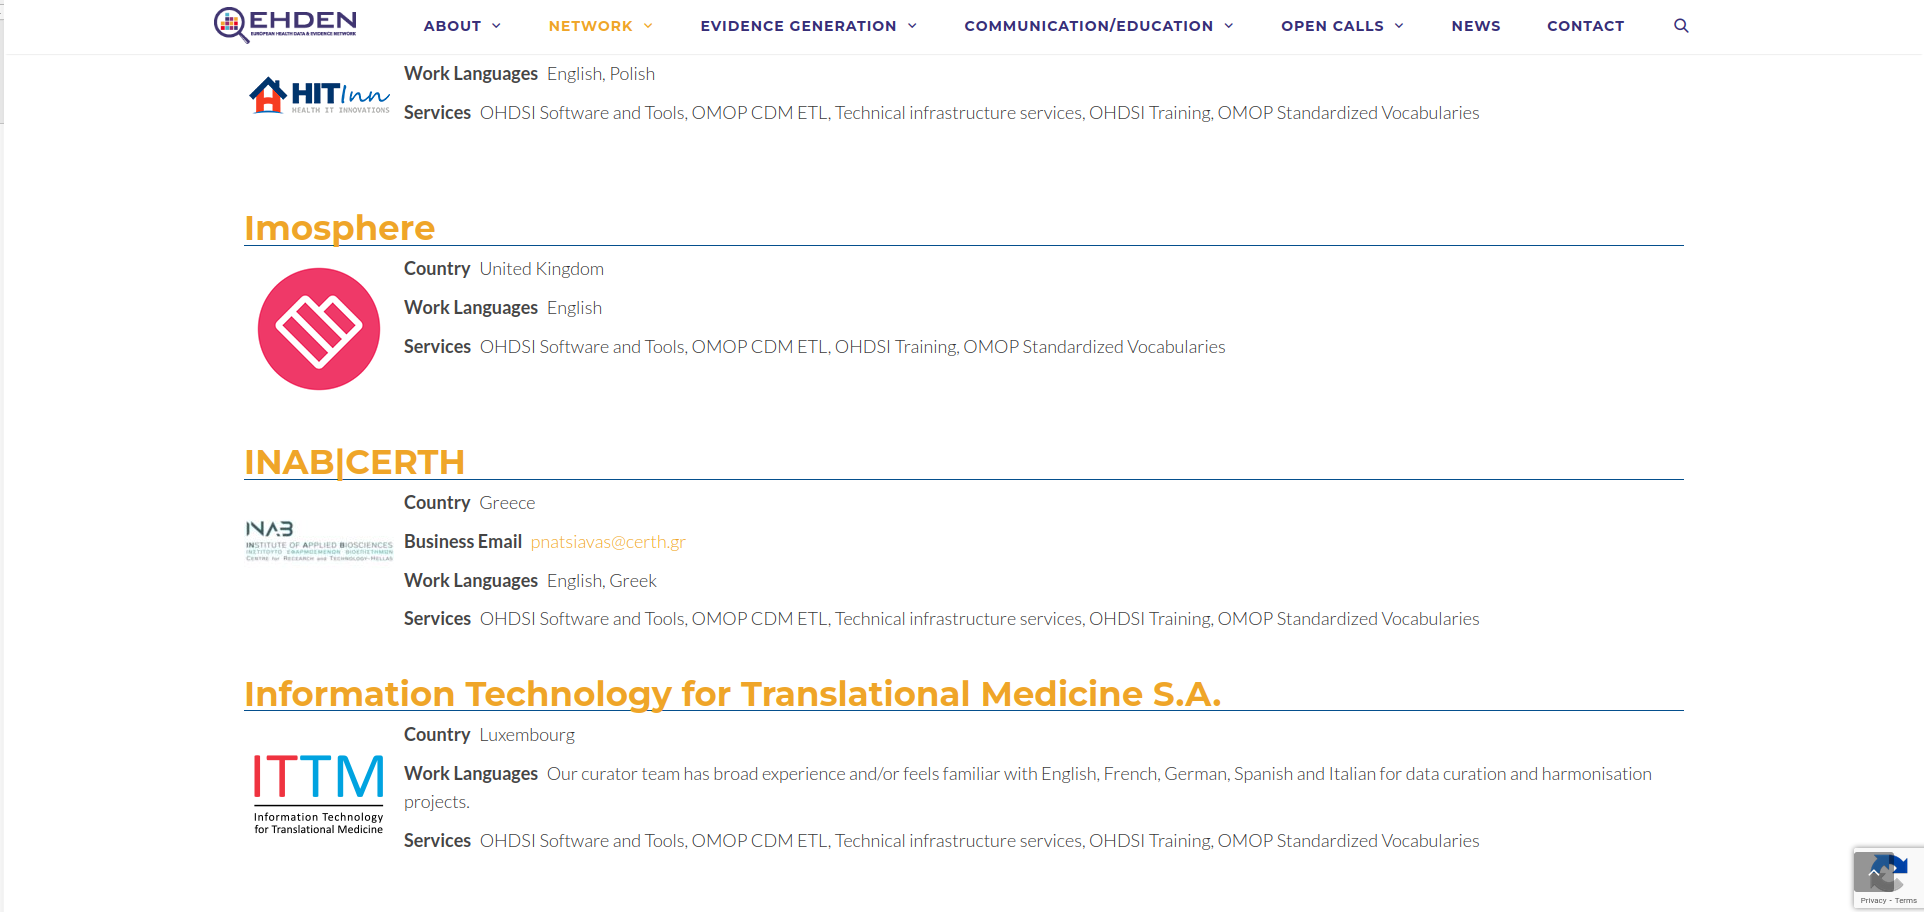 EHDEN
EUROPEAN HEALTH DATA & EVIDENCE NETWORK
ABOUT NETWORK EVIDENCE GENERATION COMMUNICATION/EDUCATION OPEN CALLS NEWS CONTACT
HIT Inn
HEALTH IT INNOVATIONS
Work Languages English, Polish
Services OHDSI Software and Tools, OMOP CDM ETL, Technical infrastructure services, OHDSI Training, OMOP Standardized Vocabularies
Imosphere
Country United Kingdom
Work Languages English
Services OHDSI Software and Tools, OMOP CDM ETL, OHDSI Training, OMOP Standardized Vocabularies
INAB|CERTH
INAB
INSTITUTE OF APPLIED BIOSCIENCES
ΙΝΣΤΙΤΟΥΤΟ ΕΦΑΡΜΟΣΜΕΝΩΝ ΒΙΟΕΠΙΣΤΗΜΩΝ
CENTRE for RESEARCH and TECHNOLOGY-HELLAS
Country Greece
Business Email pnatsiavas@certh.gr
Work Languages English, Greek
Services OHDSI Software and Tools, OMOP CDM ETL, Technical infrastructure services, OHDSI Training, OMOP Standardized Vocabularies
Information Technology for Translational Medicine S.A.
ITTM
Information Technology
for Translational Medicine
Country Luxembourg
Work Languages Our curator team has broad experience and/or feels familiar with English, French, German, Spanish and Italian for data curation and harmonisation
projects.
Services OHDSI Software and Tools, OMOP CDM ETL, Technical infrastructure services, OHDSI Training, OMOP Standardized Vocabularies
Privacy - Terms